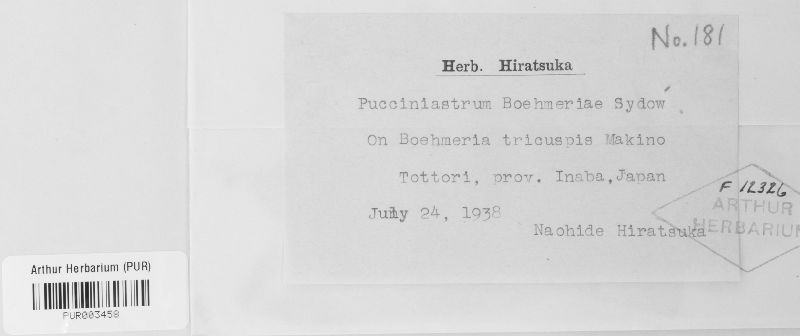 No. 181
Herb. Hiratsuka
Pucciniastrum Boehmeriae Sydow
On Boehmeria tricuspis Makino
Tottori, prov. Inaba, Japan
July 24, 1938
Naohide Hiratsuka
F 12326
ARTHUR
HERBARIUM
Arthur Herbarium (PUR)
PUR003458